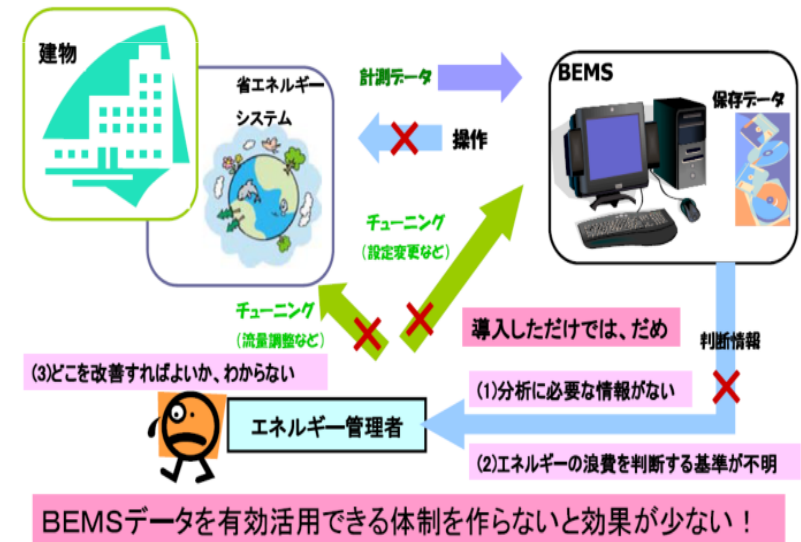 建物
省エネルギー
システム
計測データ
操作
BEMS
保存データ
チューニング
(設定変更など)
チューニング
(流量調整など)
導入しただけでは、だめ
判断情報
(3)どこを改善すればよいか、わからない
(1)分析に必要な情報がない
エネルギー管理者
(2)エネルギーの浪費を判断する基準が不明
BEMSデータを有効活用できる体制を作らないと効果が少ない！